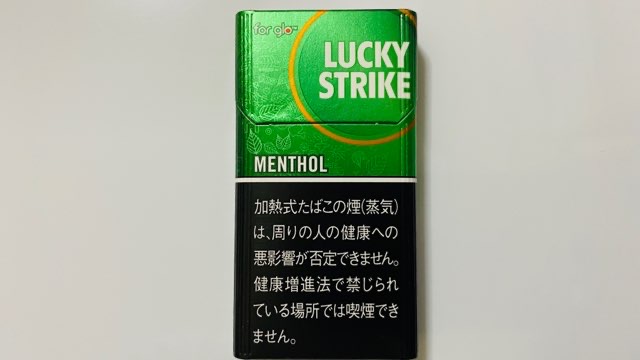 for glo™
LUCKY
STRIKE
MENTHOL
加熱式たばこの煙(蒸気)
は、周りの人の健康への
悪影響が否定できません。
健康増進法で禁じられ
ている場所では喫煙でき
ません。